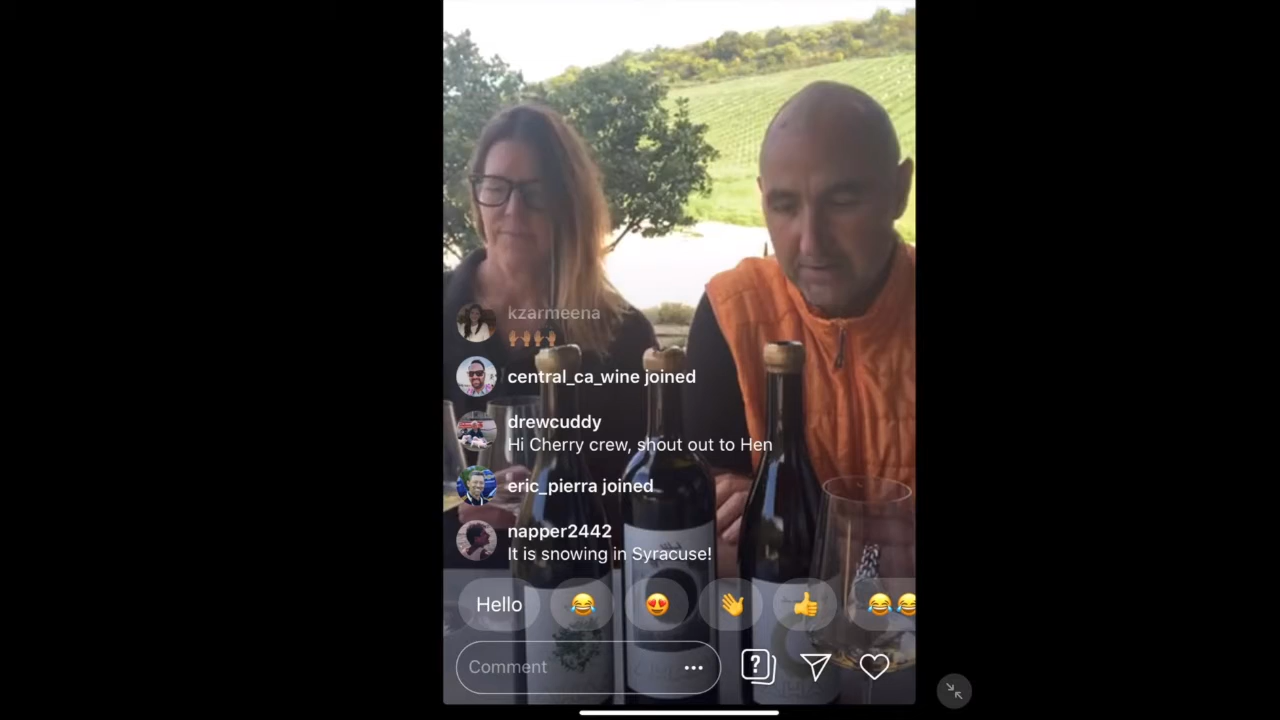 kzarmeena
🙌🏽🙌🏽🙌🏽
central_ca_wine joined
drewcuddy
Hi Cherry crew, shout out to Hen
eric_pierra joined
napper2442
It is snowing in Syracuse!
Hello 😂 😍 👋 👍 😂😂
Comment ...
?